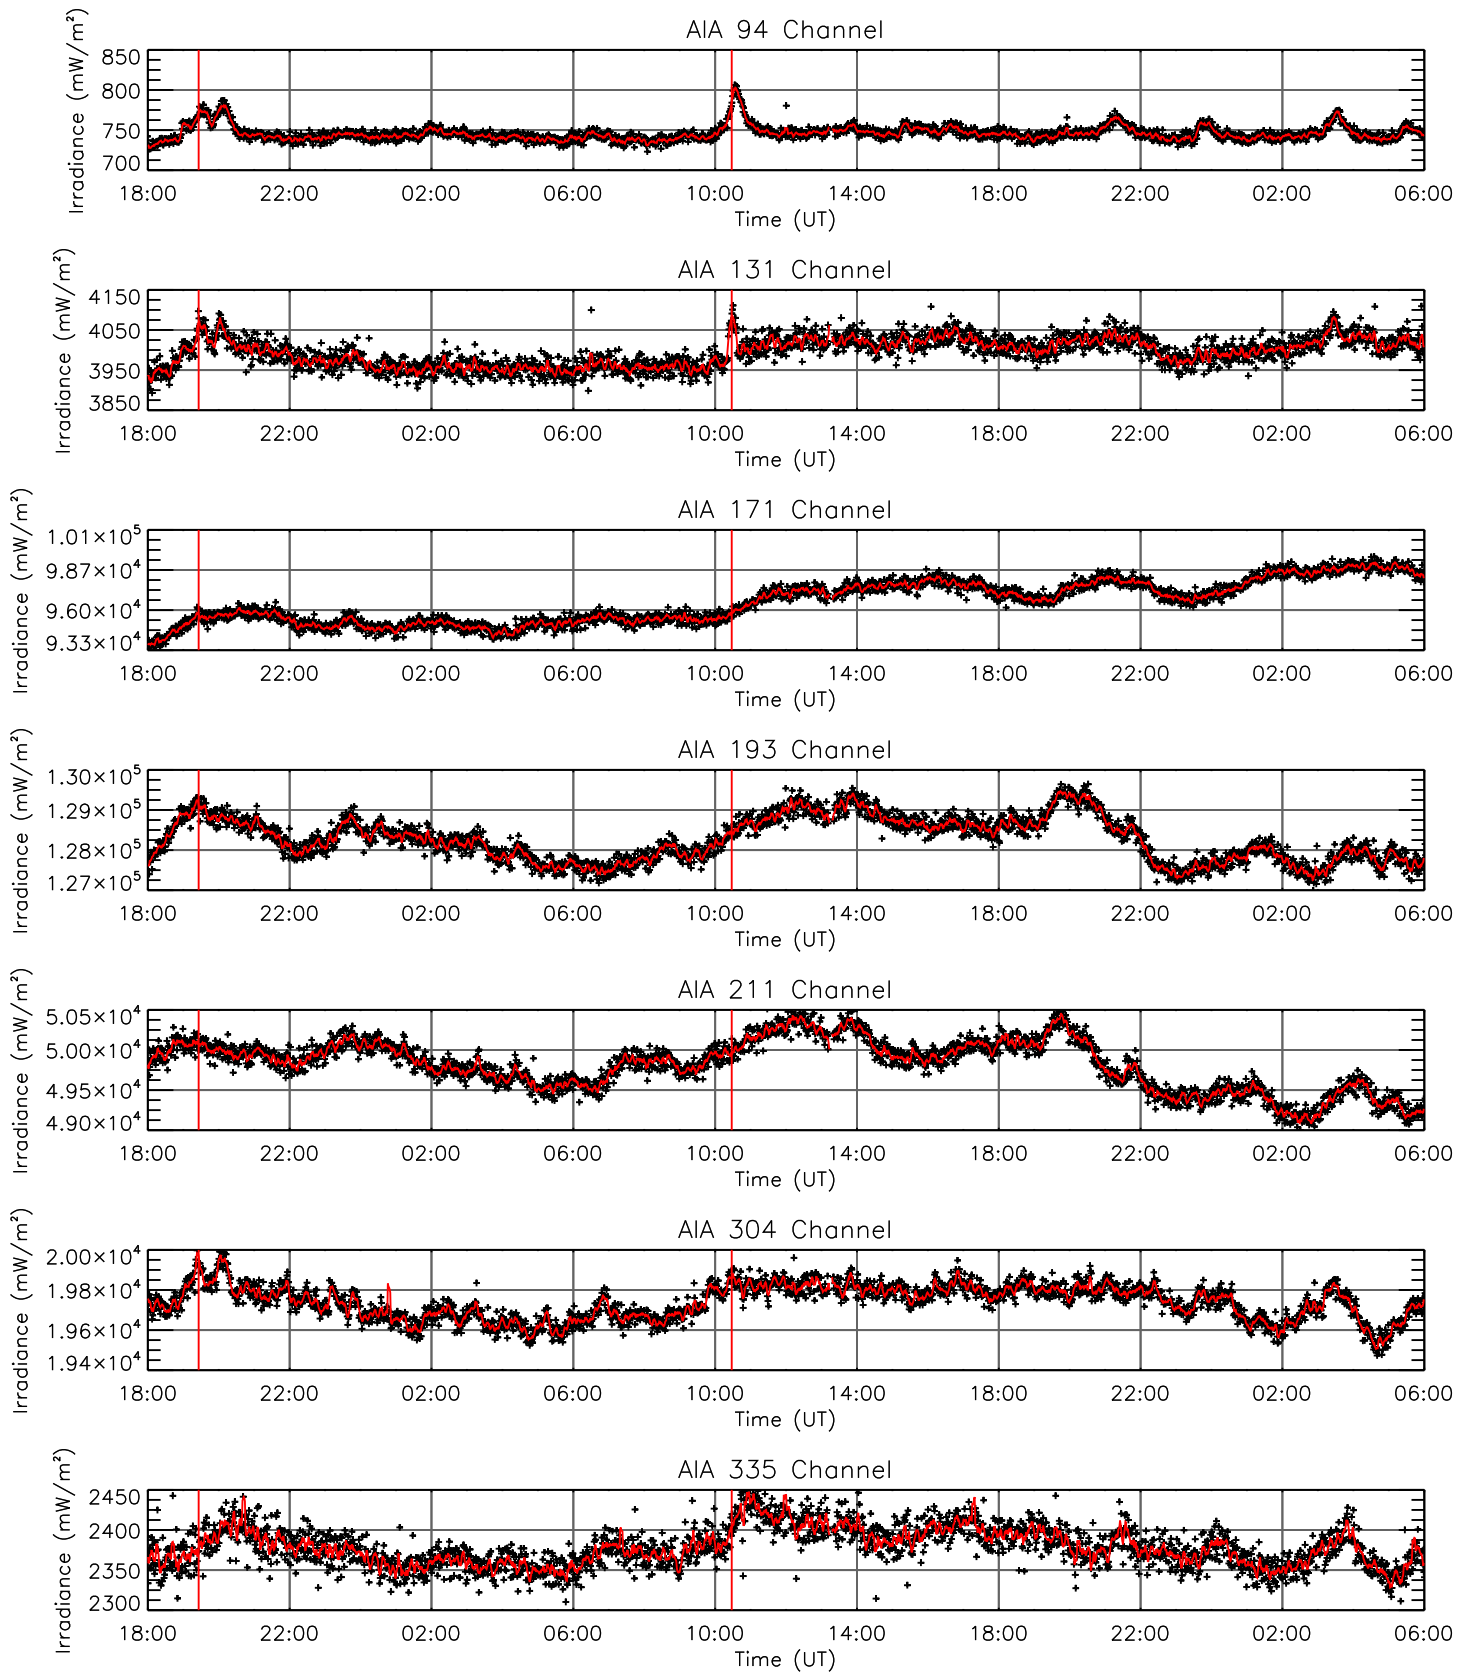 AIA 94 Channel
Irradiance (mW/m²)
850
800
750
700
18:00 22:00 02:00 06:00 10:00 14:00 18:00 22:00 02:00 06:00
Time (UT)
AIA 131 Channel
Irradiance (mW/m²)
4150
4050
3950
3850
18:00 22:00 02:00 06:00 10:00 14:00 18:00 22:00 02:00 06:00
Time (UT)
AIA 171 Channel
Irradiance (mW/m²)
1.01×10⁵
9.87×10⁴
9.60×10⁴
9.33×10⁴
18:00 22:00 02:00 06:00 10:00 14:00 18:00 22:00 02:00 06:00
Time (UT)
AIA 193 Channel
Irradiance (mW/m²)
1.30×10⁵
1.29×10⁵
1.28×10⁵
1.27×10⁵
18:00 22:00 02:00 06:00 10:00 14:00 18:00 22:00 02:00 06:00
Time (UT)
AIA 211 Channel
Irradiance (mW/m²)
5.05×10⁴
5.00×10⁴
4.95×10⁴
4.90×10⁴
18:00 22:00 02:00 06:00 10:00 14:00 18:00 22:00 02:00 06:00
Time (UT)
AIA 304 Channel
Irradiance (mW/m²)
2.00×10⁴
1.98×10⁴
1.96×10⁴
1.94×10⁴
18:00 22:00 02:00 06:00 10:00 14:00 18:00 22:00 02:00 06:00
Time (UT)
AIA 335 Channel
Irradiance (mW/m²)
2450
2400
2350
2300
18:00 22:00 02:00 06:00 10:00 14:00 18:00 22:00 02:00 06:00
Time (UT)